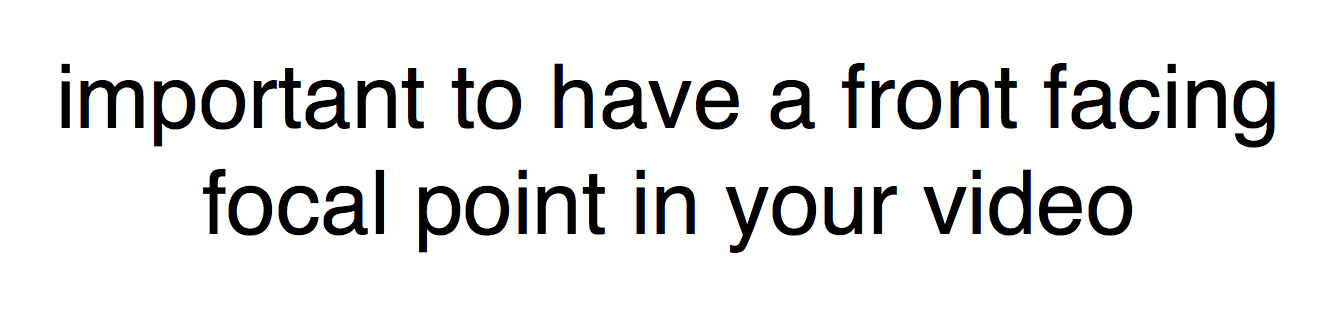 important to have a front facing
focal point in your video